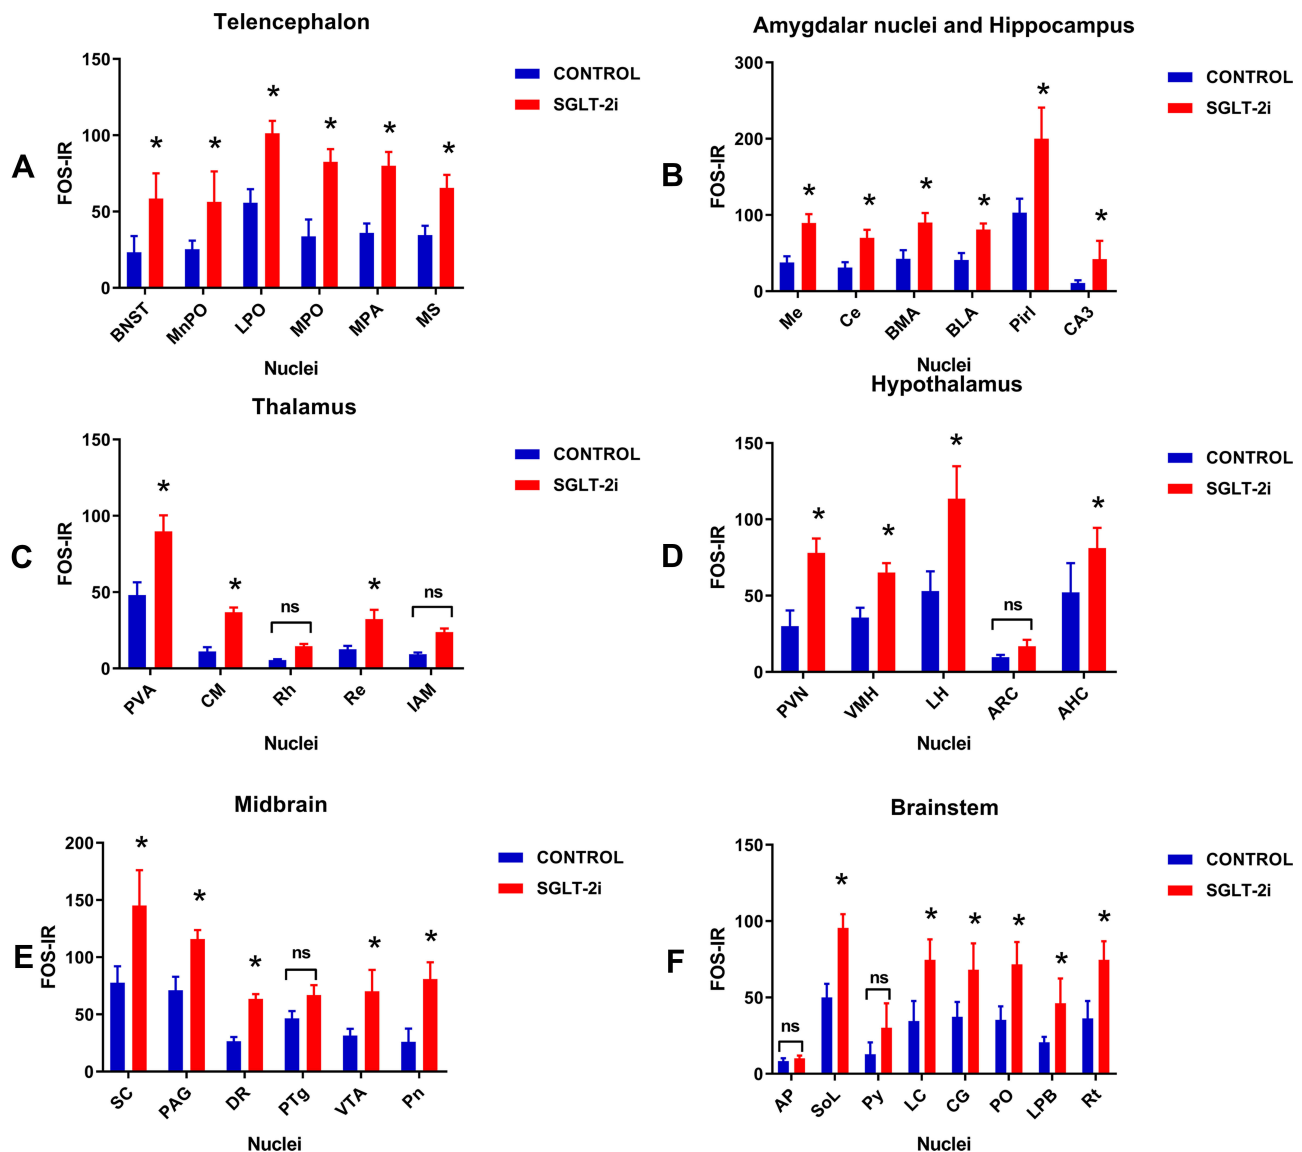 Telencephalon
A
FOS-IR
150
100
50
0
* * * * * *
BNST MnPO LPO MPO MPA MS
Nuclei
CONTROL
SGLT-2i
Amygdalar nuclei and Hippocampus
B
FOS-IR
300
200
100
0
* * * * * *
Me Ce BMA BLA Pirl CA3
Nuclei
CONTROL
SGLT-2i
Thalamus
C
FOS-IR
150
100
50
0
* * ns * ns
PVA CM Rh Re IAM
Nuclei
CONTROL
SGLT-2i
Hypothalamus
D
FOS-IR
150
100
50
0
* * * ns *
PVN VMH LH ARC AHC
Nuclei
CONTROL
SGLT-2i
Midbrain
E
FOS-IR
200
150
100
50
0
* * * ns * *
SC PAG DR PTg VTA Pn
Nuclei
CONTROL
SGLT-2i
Brainstem
F
FOS-IR
150
100
50
0
ns * ns * * * * *
AP SoL Py LC CG PO LPB Rt
Nuclei
CONTROL
SGLT-2i